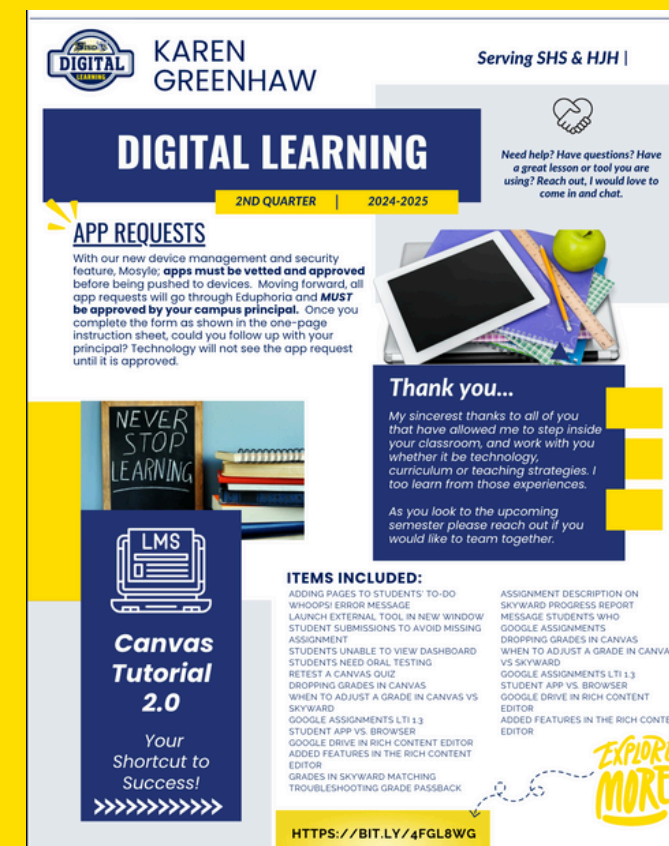 SISD
DIGITAL
LEARNING
KAREN
GREENHAW
Serving SHS & HJH |
DIGITAL LEARNING
2ND QUARTER | 2024-2025
Need help? Have questions? Have
a great lesson or tool you are
using? Reach out, I would love to
come in and chat.
APP REQUESTS
With our new device management and security
feature, Mosyle; apps must be vetted and approved
before being pushed to devices. Moving forward, all
app requests will go through Eduphoria and MUST
be approved by your campus principal. Once you
complete the form as shown in the one-page
instruction sheet, could you follow up with your
principal? Technology will not see the app request
until it is approved.
Thank you...
My sincerest thanks to all of you
that have allowed me to step inside
your classroom, and work with you
whether it be technology,
curriculum or teaching strategies. I
too learn from those experiences.
As you look to the upcoming
semester please reach out if you
would like to team together.
NEVER
STOP
LEARNING
LMS
Canvas
Tutorial
2.0
Your
Shortcut to
Success!
ITEMS INCLUDED:
ADDING PAGES TO STUDENTS' TO-DO
WHOOPS! ERROR MESSAGE
LAUNCH EXTERNAL TOOL IN NEW WINDOW
STUDENT SUBMISSIONS TO AVOID MISSING
ASSIGNMENT
STUDENTS UNABLE TO VIEW DASHBOARD
STUDENTS NEED ORAL TESTING
RETEST A CANVAS QUIZ
DROPPING GRADES IN CANVAS
WHEN TO ADJUST A GRADE IN CANVAS VS
SKYWARD
GOOGLE ASSIGNMENTS LTI 1.3
STUDENT APP VS. BROWSER
GOOGLE DRIVE IN RICH CONTENT EDITOR
ADDED FEATURES IN THE RICH CONTENT
EDITOR
GRADES IN SKYWARD MATCHING
TROUBLESHOOTING GRADE PASSBACK
ASSIGNMENT DESCRIPTION ON
SKYWARD PROGRESS REPORT
MESSAGE STUDENTS WHO
GOOGLE ASSIGNMENTS
DROPPING GRADES IN CANVAS
WHEN TO ADJUST A GRADE IN CANVA
VS SKYWARD
GOOGLE ASSIGNMENTS LTI 1.3
STUDENT APP VS. BROWSER
GOOGLE DRIVE IN RICH CONTENT
EDITOR
ADDED FEATURES IN THE RICH CONTE
EDITOR
EXPLORE
MORE
HTTPS://BIT.LY/4FGL8WG